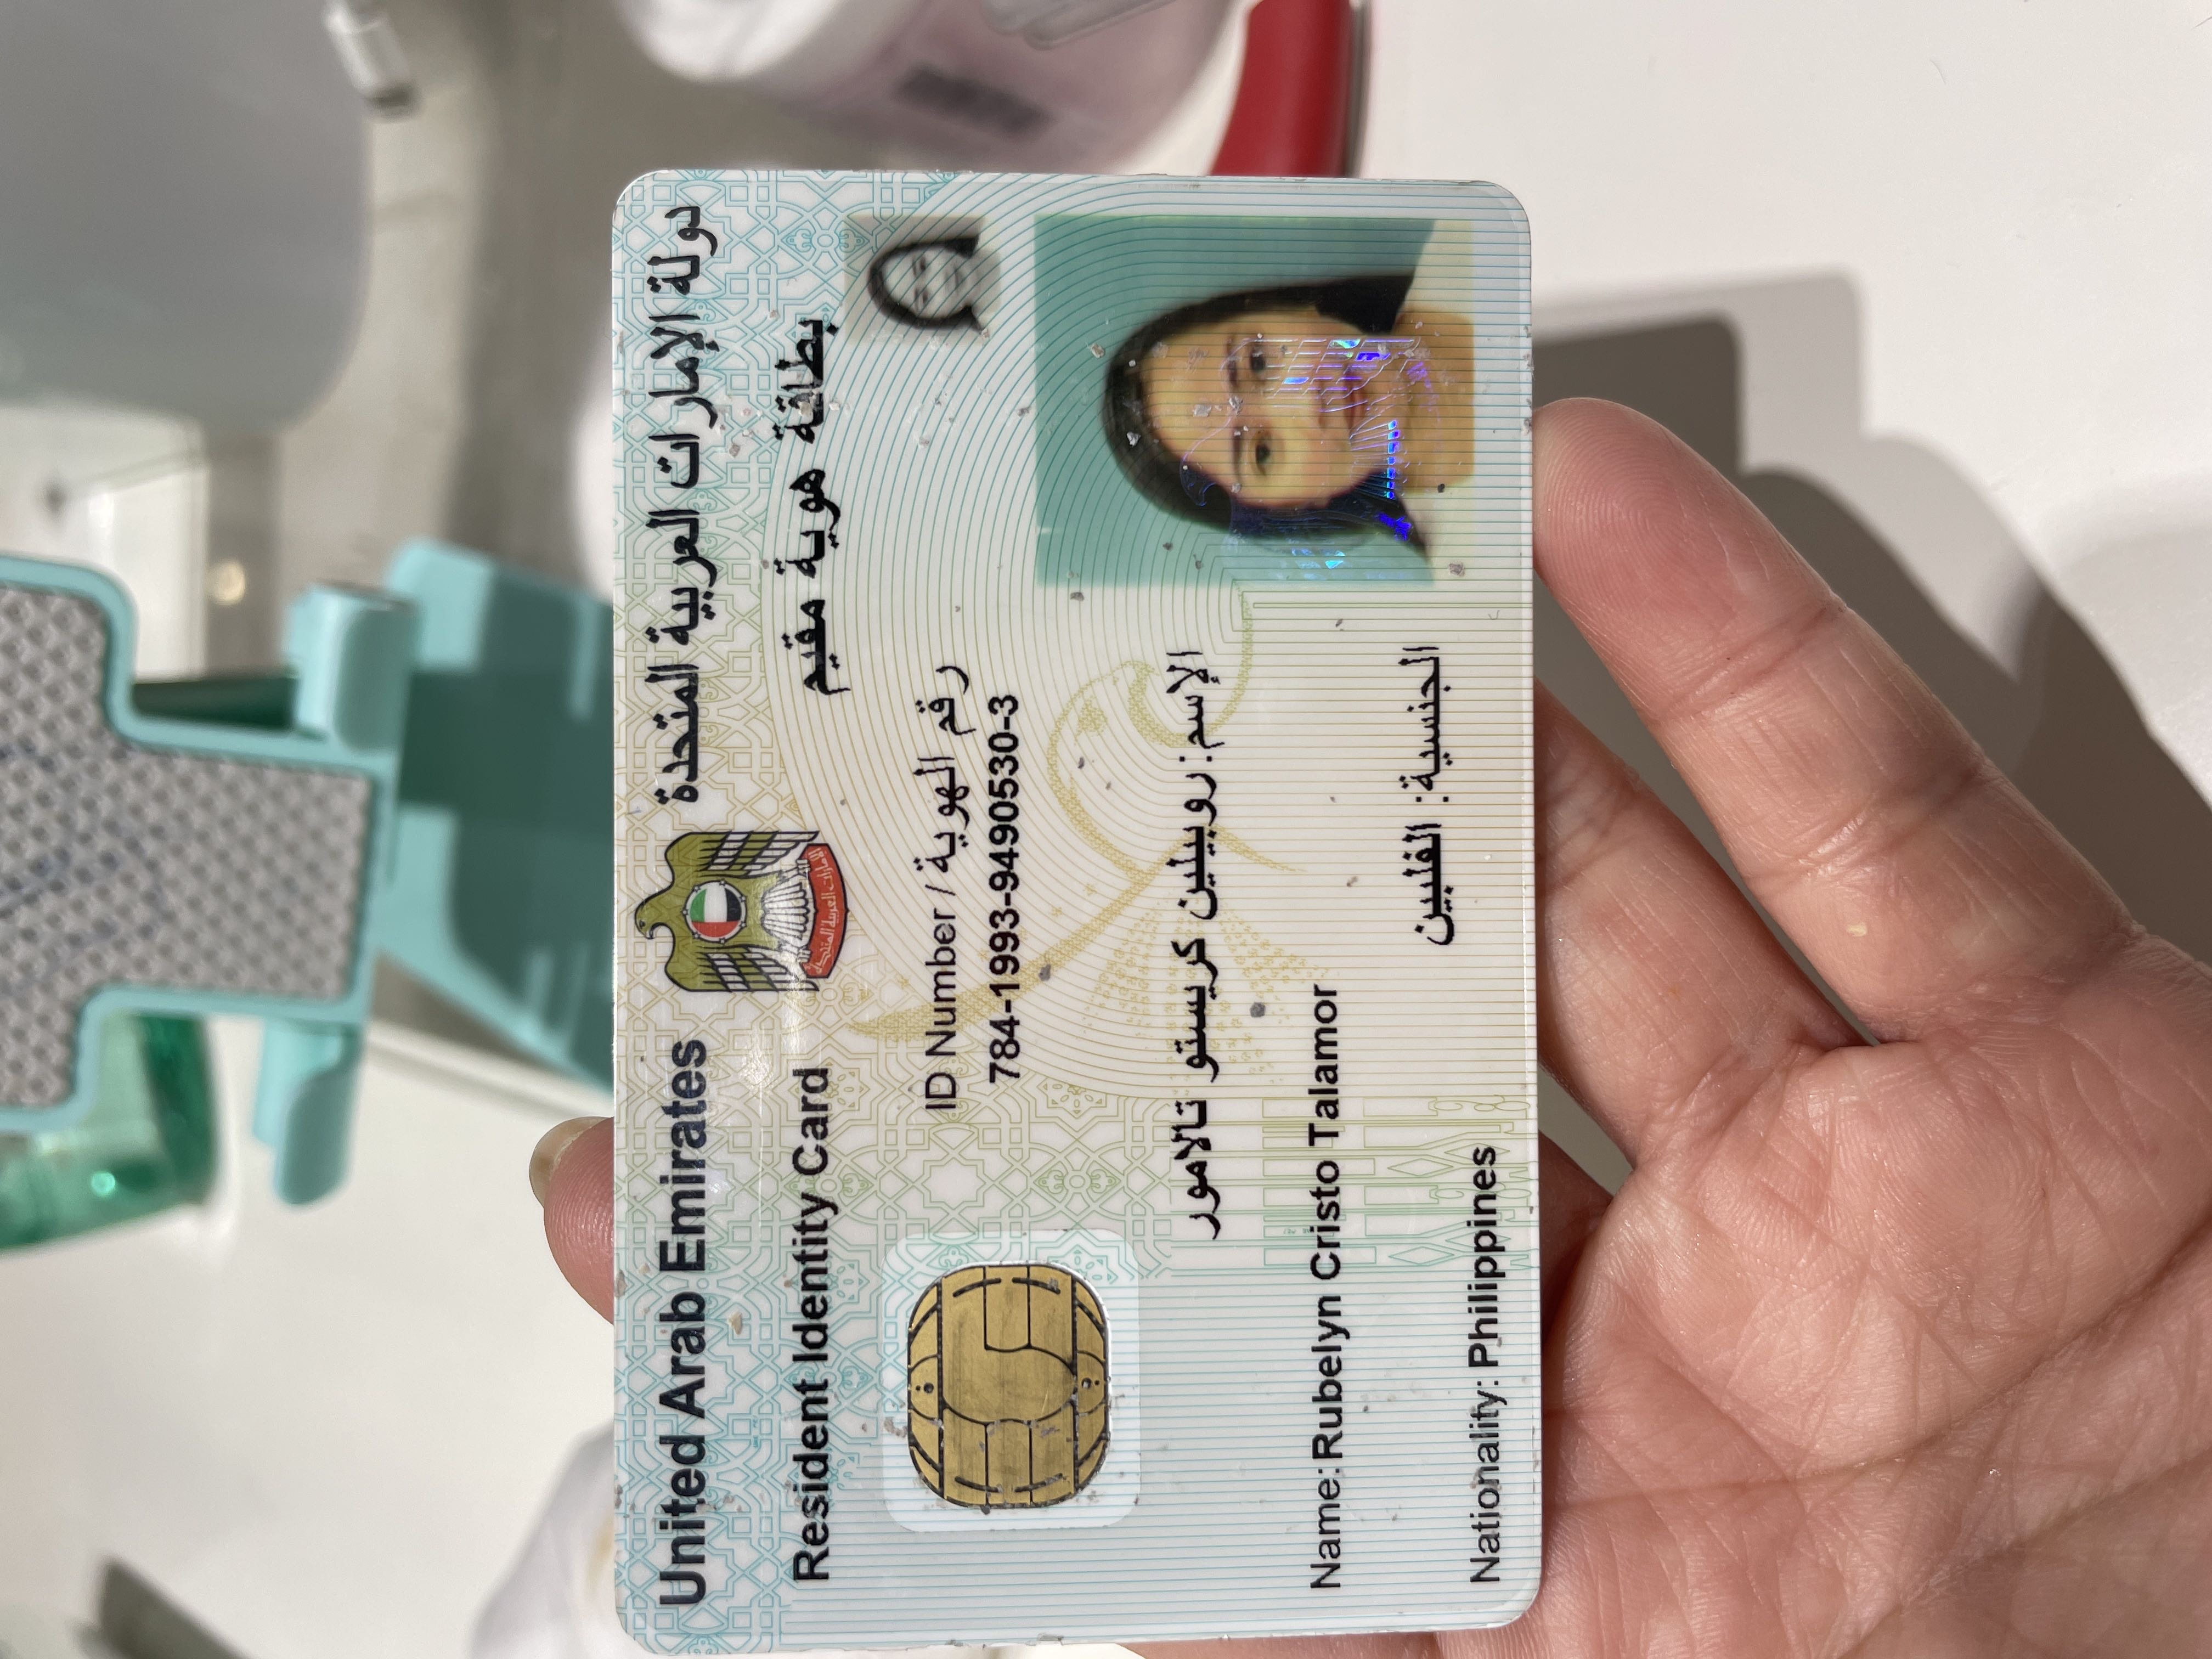 United Arab Emirates
دولة الإمارات العربية المتحدة
Resident Identity Card
بطاقة هوية مقيم
الإمارات العربية المتحدة
ID Number / رقم الهوية
784-1993-9490530-3
الإسم: روبيلين كريستو تالامور
Name: Rubelyn Cristo Talamor
الجنسية: الفلبين
Nationality: Philippines